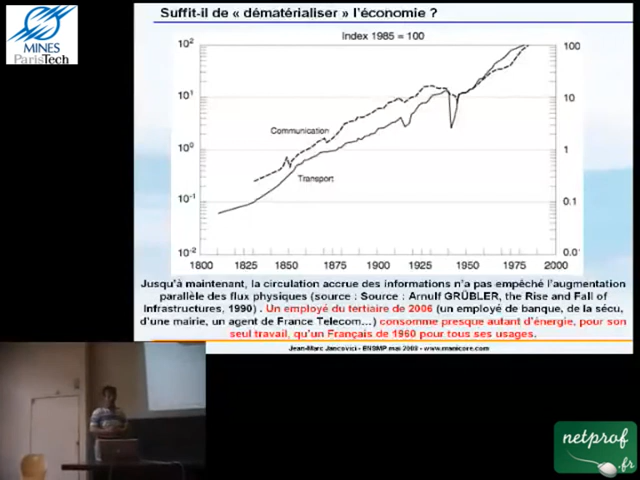 MINES
ParisTech
Suffit-il de « dématérialiser » l'économie ?
Index 1985 = 100
10²
10¹
10⁰
10⁻¹
10⁻²
100
10
1
0.1
0.0
Communication
Transport
1800 1825 1850 1875 1900 1925 1950 1975 2000
Jusqu'à maintenant, la circulation accrue des informations n'a pas empêché l'augmentation
parallèle des flux physiques (source : Source : Arnulf GRÜBLER, the Rise and Fall of
Infrastructures, 1990) . Un employé du tertiaire de 2006 (un employé de banque, de la sécu,
d'une mairie, un agent de France Telecom…) consomme presque autant d'énergie, pour son
seul travail, qu'un Français de 1960 pour tous ses usages.
Jean-Marc Jancovici - ENSMP mai 2009 - www.manicore.com
netprof
.fr